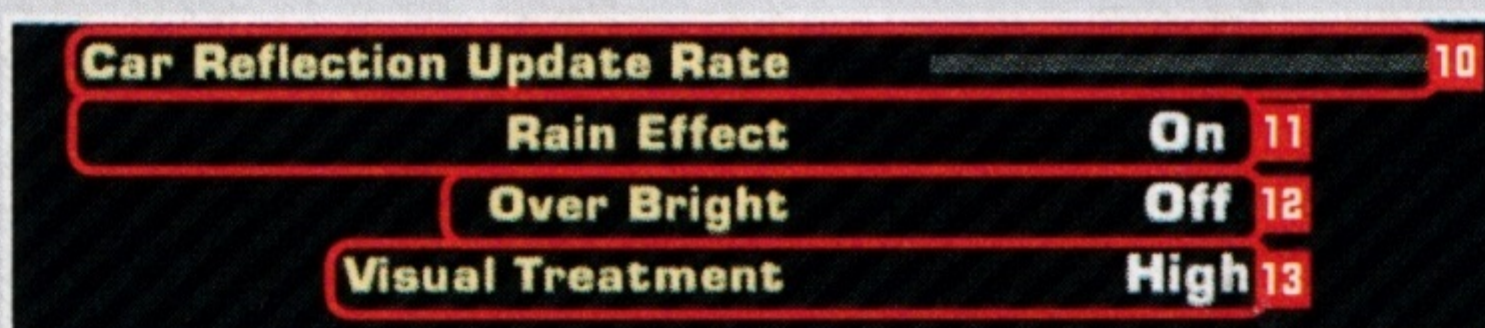 Car Reflection Update Rate 10
Rain Effect On 11
Over Bright Off 12
Visual Treatment High 13